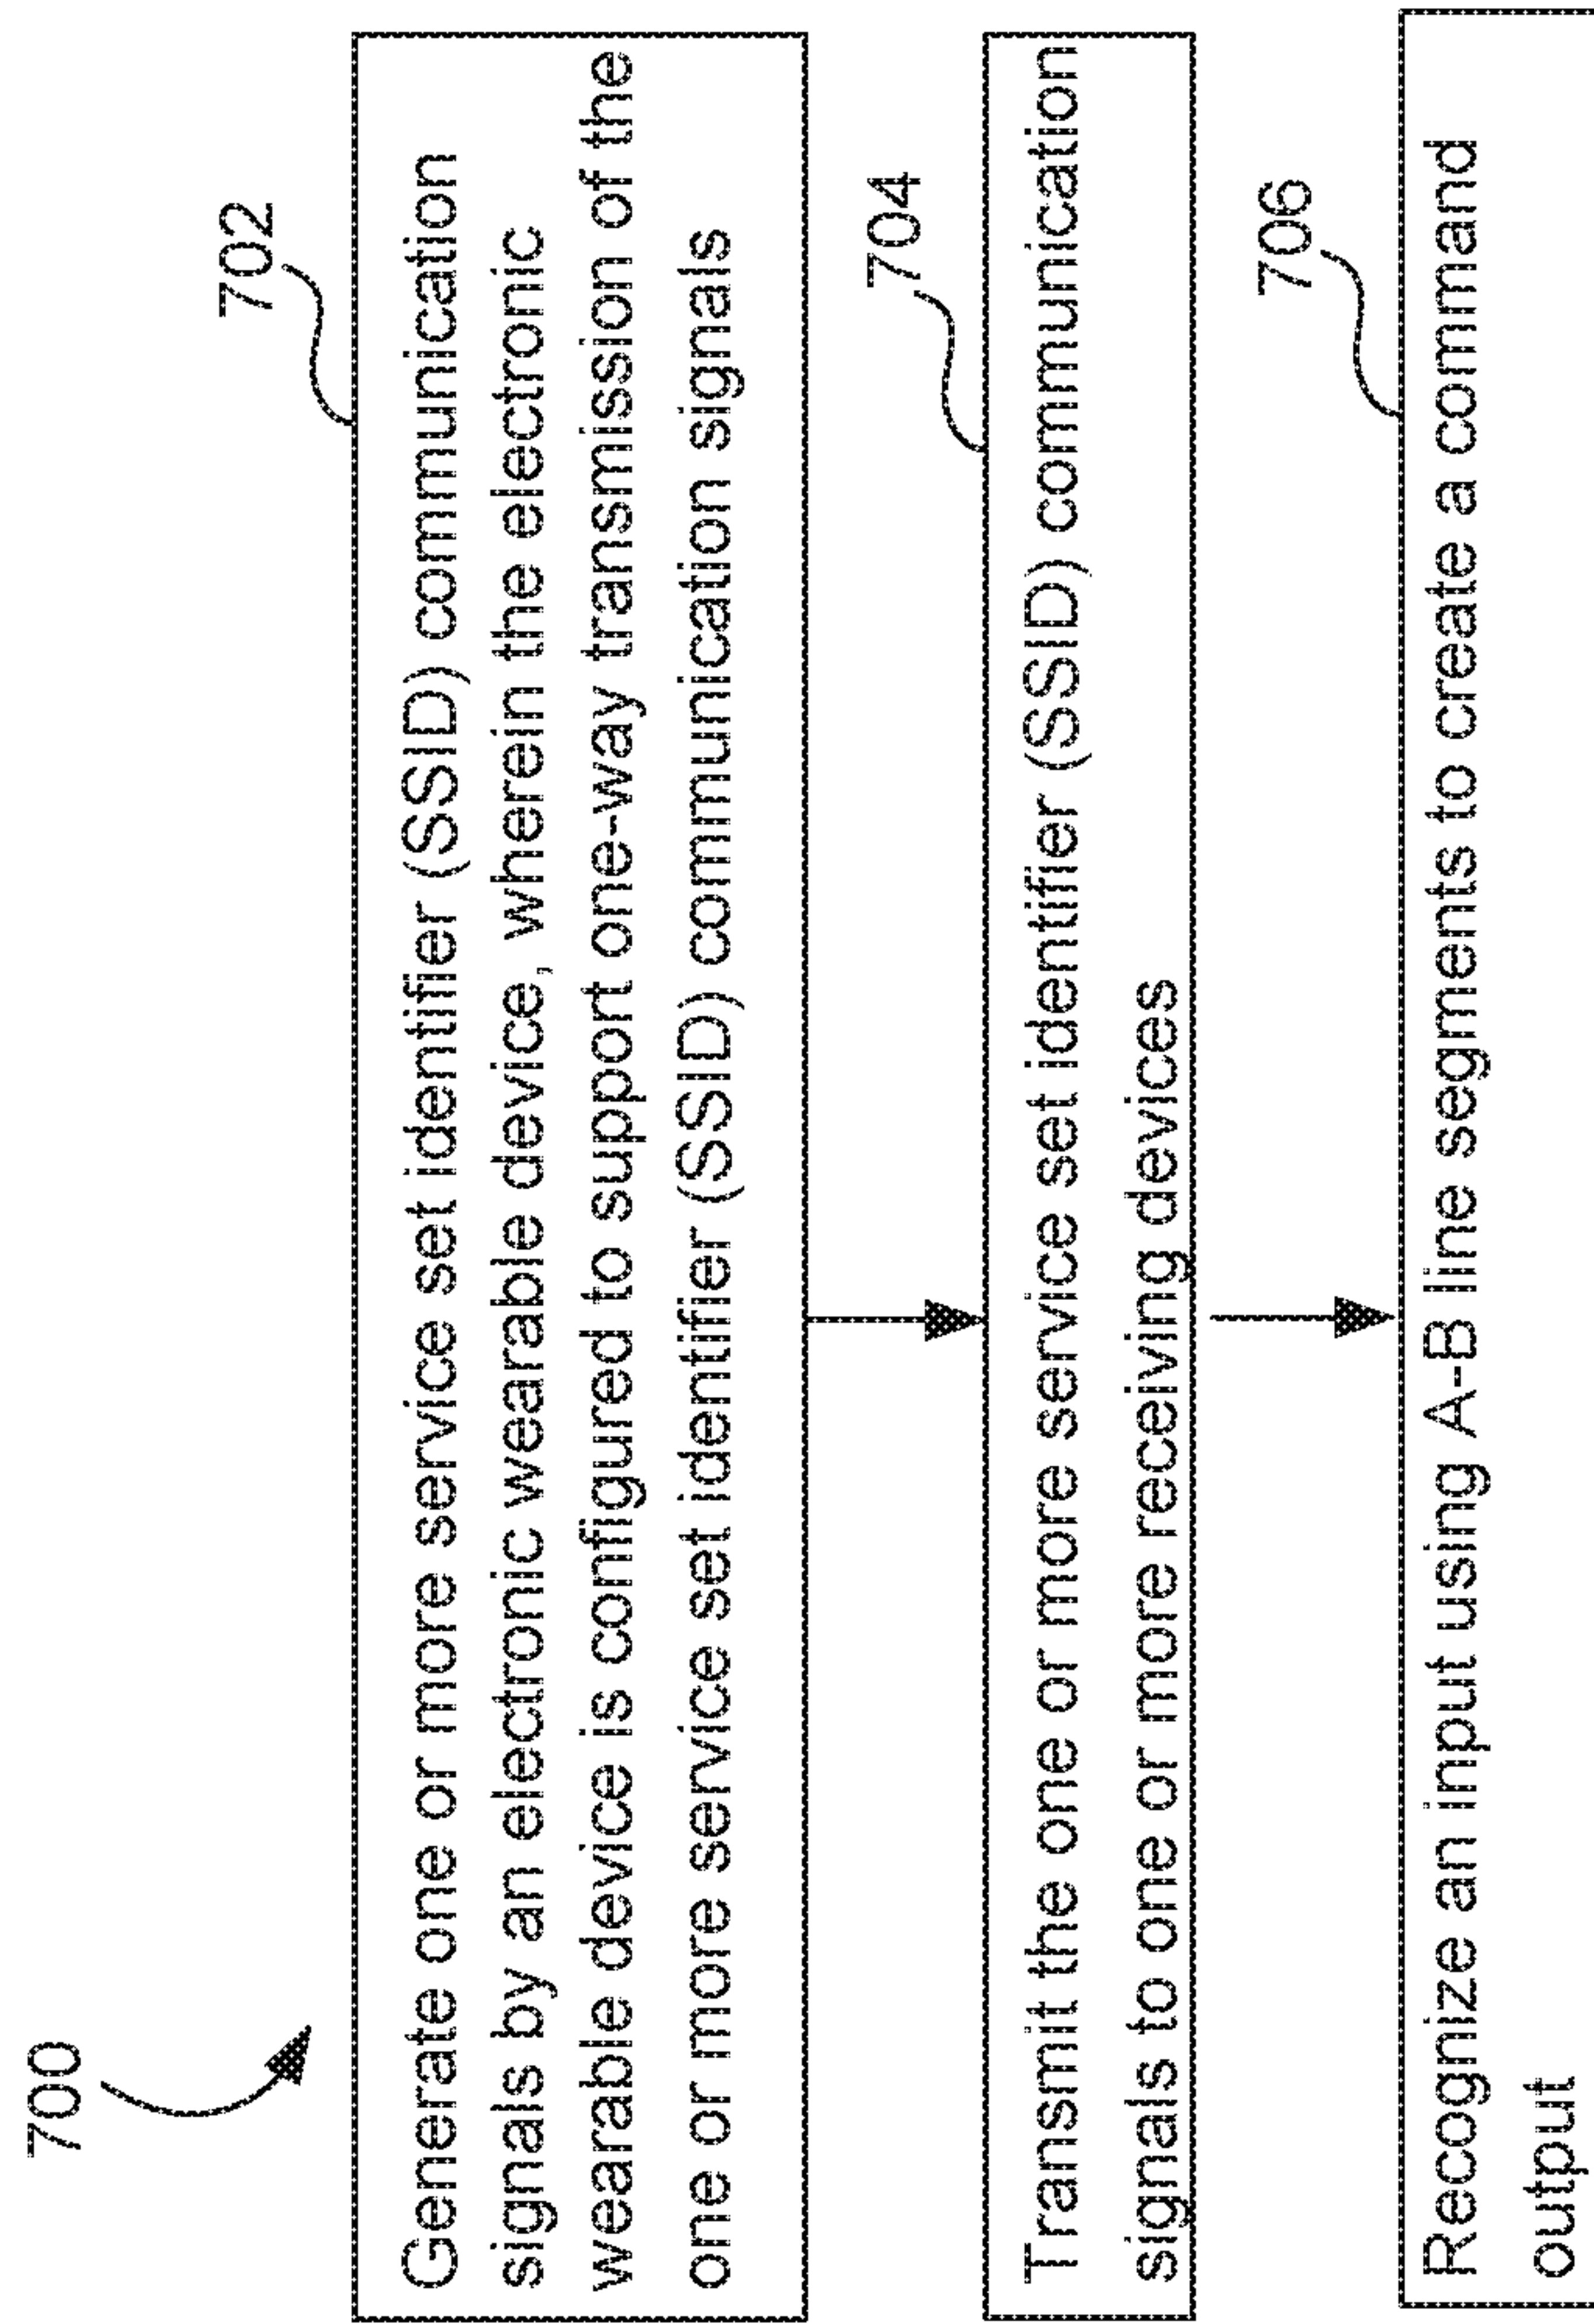 700
702
Generate one or more service set identifier (SSID) communication
signals by an electronic wearable device, wherein the electronic
wearable device is configured to support one-way transmission of the
one or more service set identifier (SSID) communication signals
704
Transmit the one or more service set identifier (SSID) communication
signals to one or more receiving devices
706
Recognize an input using A-B line segments to create a command
output